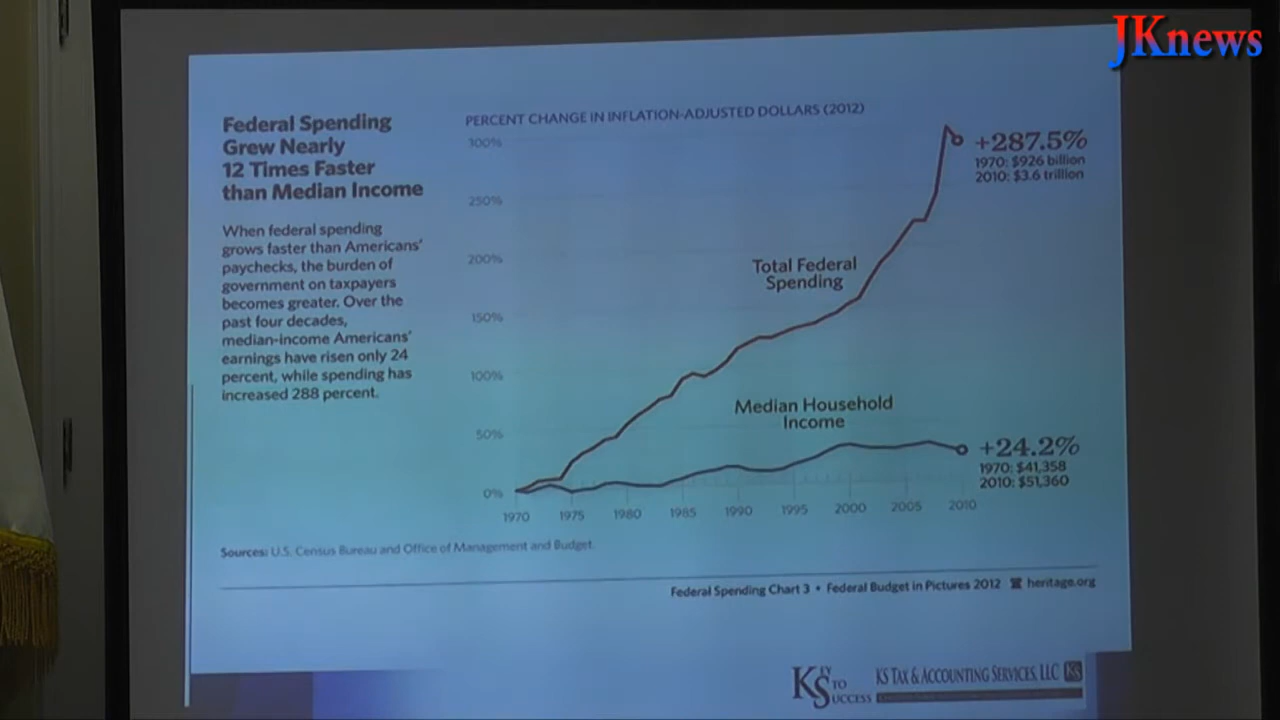 JKnews
Federal Spending
Grew Nearly
12 Times Faster
than Median Income
When federal spending
grows faster than Americans'
paychecks, the burden of
government on taxpayers
becomes greater. Over the
past four decades,
median-income Americans'
earnings have risen only 24
percent, while spending has
increased 288 percent.
PERCENT CHANGE IN INFLATION-ADJUSTED DOLLARS (2012)
300%
250%
200%
150%
100%
50%
0%
+287.5%
1970: $926 billion
2010: $3.6 trillion
Total Federal
Spending
Median Household
Income
+24.2%
1970: $41,358
2010: $51,360
1970 1975 1980 1985 1990 1995 2000 2005 2010
Sources: U.S. Census Bureau and Office of Management and Budget.
Federal Spending Chart 3 • Federal Budget in Pictures 2012 heritage.org
KEY TO SUCCESS
KS TAX & ACCOUNTING SERVICES, LLC KS